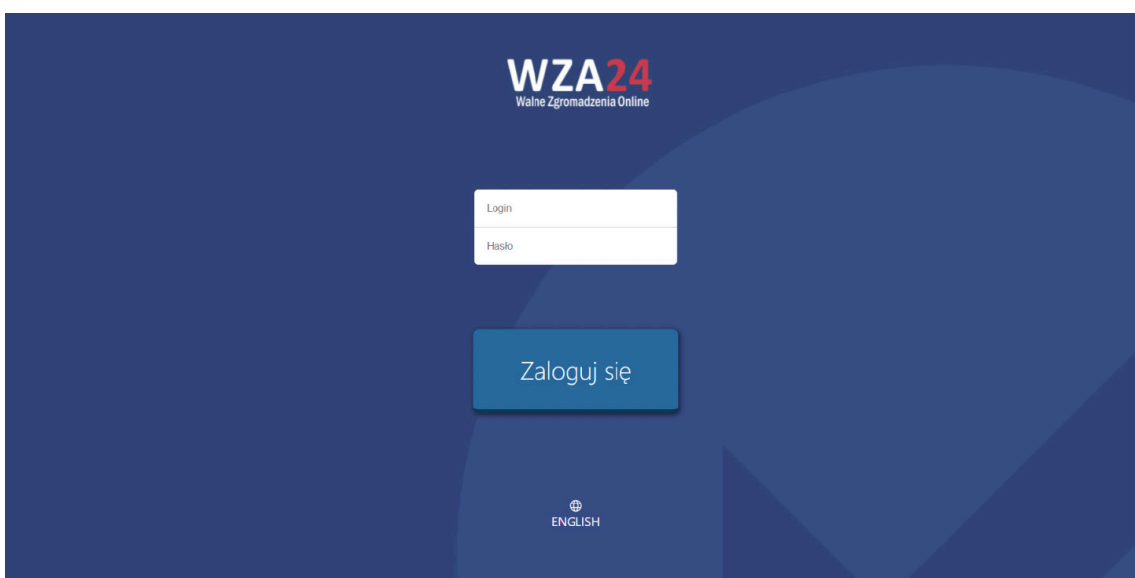 WZA24
Walne Zgromadzenia Online
Login
Hasło
Zaloguj się
ENGLISH